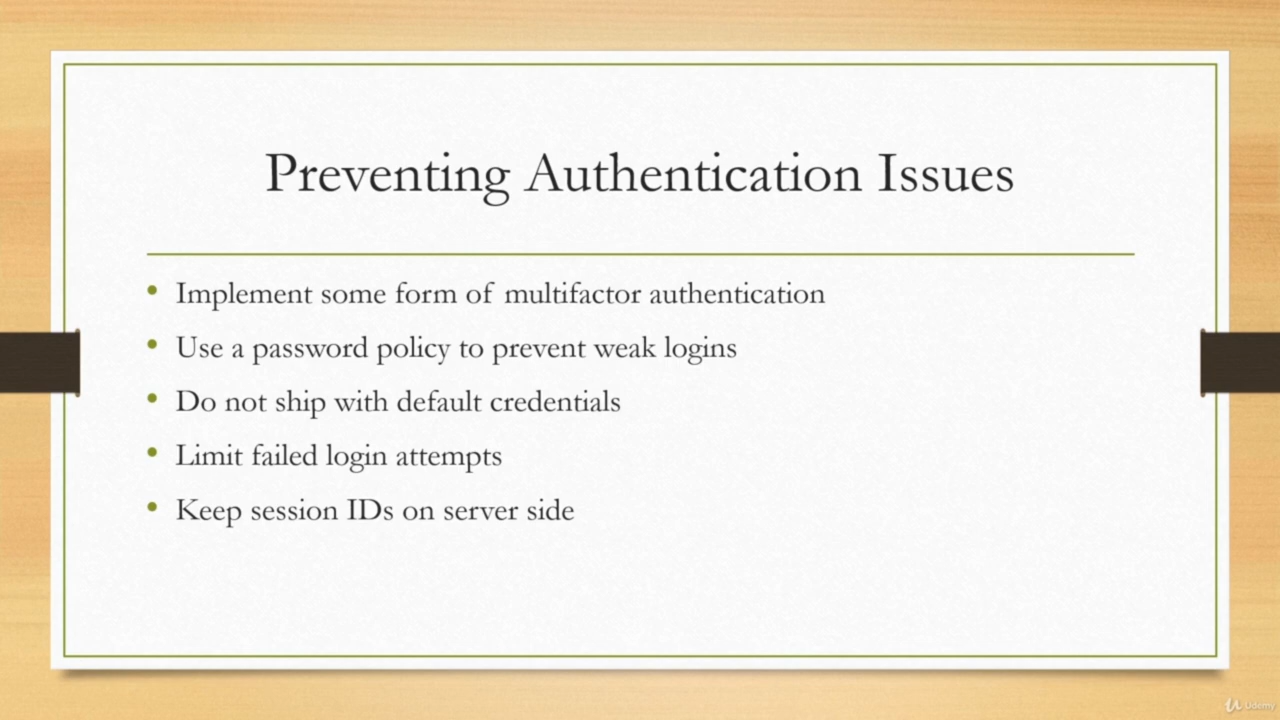 Preventing Authentication Issues
• Implement some form of multifactor authentication
• Use a password policy to prevent weak logins
• Do not ship with default credentials
• Limit failed login attempts
• Keep session IDs on server side
Udemy